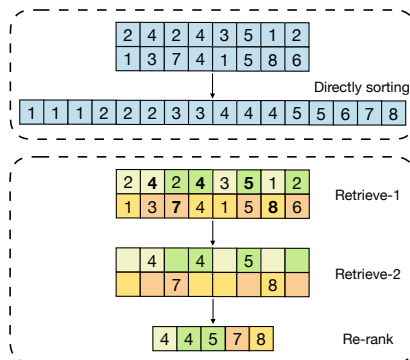 2 4 2 4 3 5 1 2
1 3 7 4 1 5 8 6
Directly sorting
1 1 1 2 2 2 3 3 4 4 4 5 5 6 7 8
2 4 2 4 3 5 1 2
Retrieve-1
1 3 7 4 1 5 8 6
4 4 5
Retrieve-2
7 8
4 4 5 7 8
Re-rank